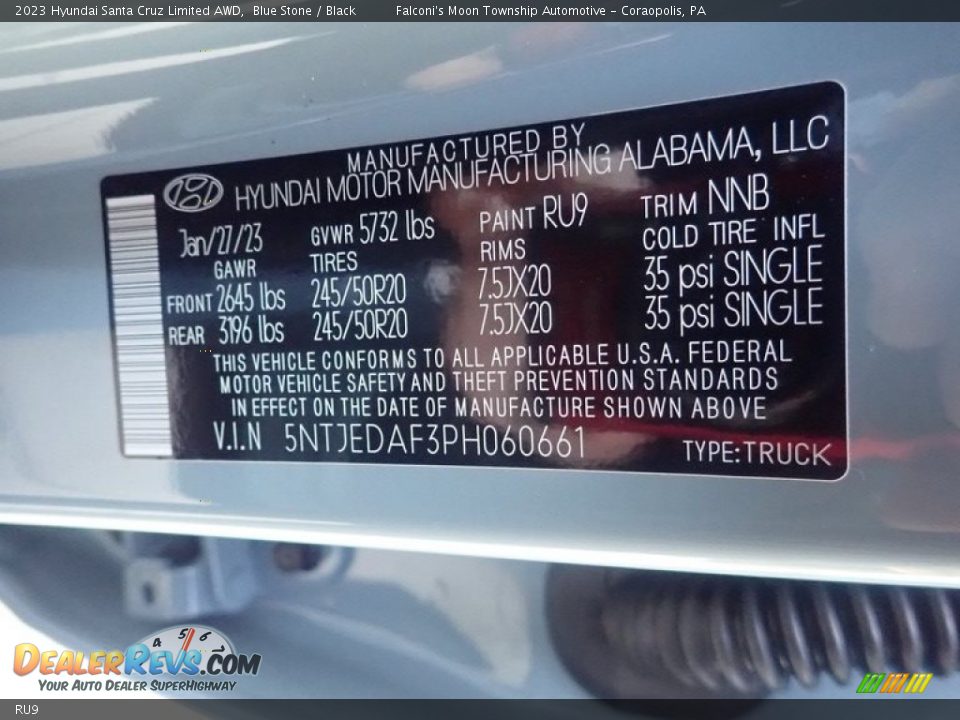 2023 Hyundai Santa Cruz Limited AWD, Blue Stone / Black Falconi's Moon Township Automotive - Coraopolis, PA
MANUFACTURED BY
HYUNDAI MOTOR MANUFACTURING ALABAMA, LLC
Jan/27/23 GVWR 5732 lbs PAINT RU9 TRIM NNB
GAWR TIRES RIMS COLD TIRE INFL
FRONT 2645 lbs 245/50R20 7.5JX20 35 psi SINGLE
REAR 3196 lbs 245/50R20 7.5JX20 35 psi SINGLE
THIS VEHICLE CONFORMS TO ALL APPLICABLE U.S.A. FEDERAL
MOTOR VEHICLE SAFETY AND THEFT PREVENTION STANDARDS
IN EFFECT ON THE DATE OF MANUFACTURE SHOWN ABOVE
V.I.N 5NTJEDAF3PH060661 TYPE:TRUCK
4 5 6
DEALERREVS.COM
YOUR AUTO DEALER SUPERHIGHWAY
RU9